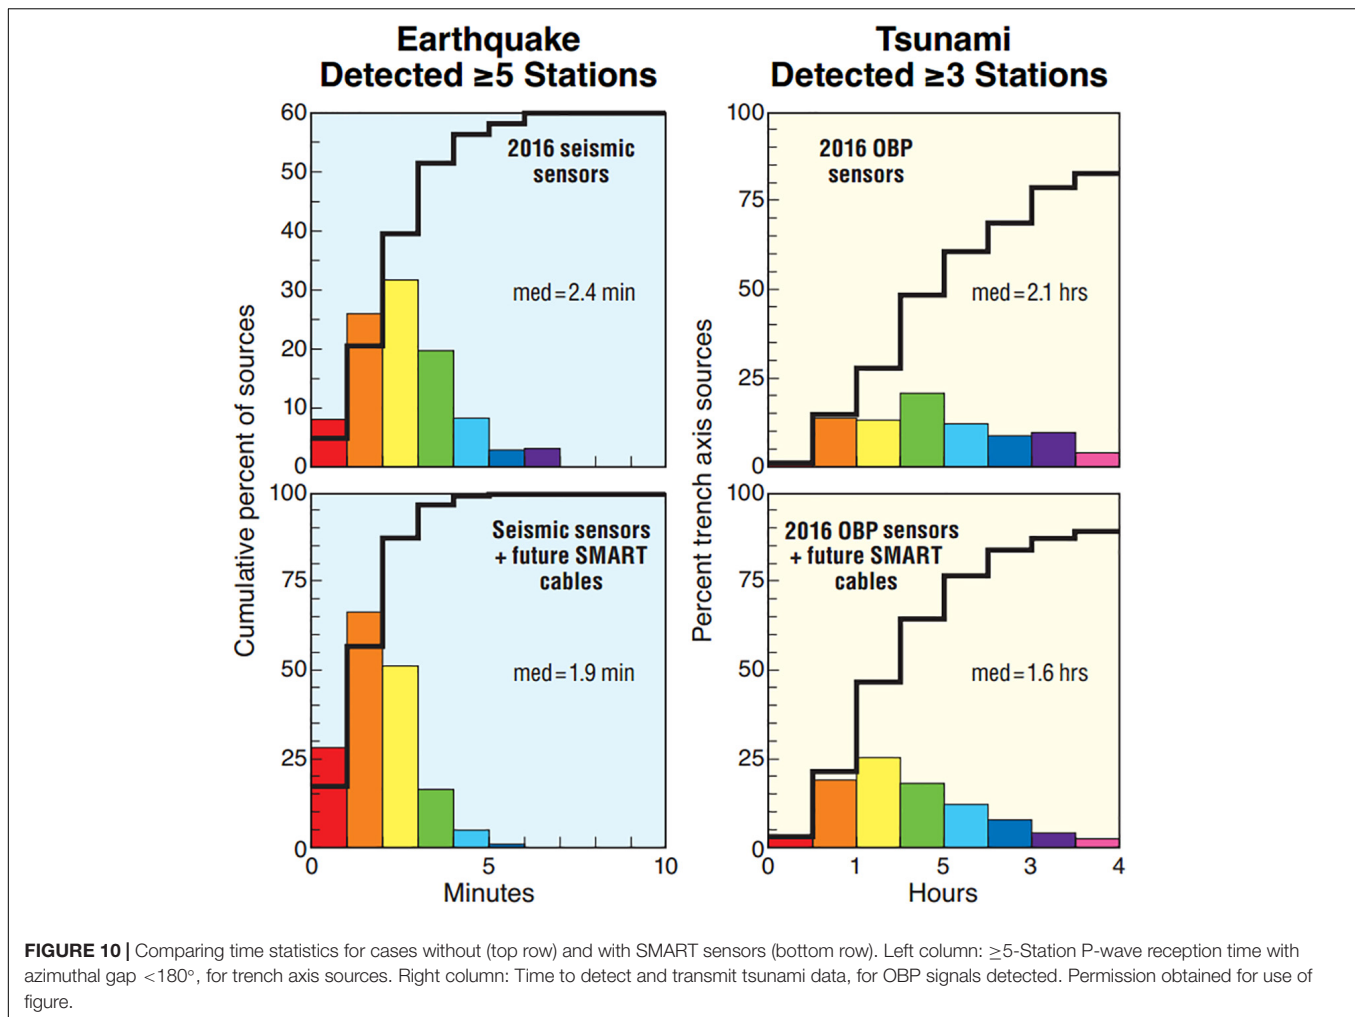 Earthquake
Detected ≥5 Stations
Tsunami
Detected ≥3 Stations
Cumulative percent of sources
60
50
40
30
20
10
0
2016 seismic
sensors
med=2.4 min
Percent trench axis sources
100
75
50
25
0
2016 OBP
sensors
med=2.1 hrs
100
75
50
25
0
Seismic sensors
+ future SMART
cables
med=1.9 min
0 5 10
Minutes
100
75
50
25
0
2016 OBP sensors
+ future SMART
cables
med=1.6 hrs
0 1 5 3 4
Hours
FIGURE 10 | Comparing time statistics for cases without (top row) and with SMART sensors (bottom row). Left column: ≥5-Station P-wave reception time with
azimuthal gap <180°, for trench axis sources. Right column: Time to detect and transmit tsunami data, for OBP signals detected. Permission obtained for use of
figure.